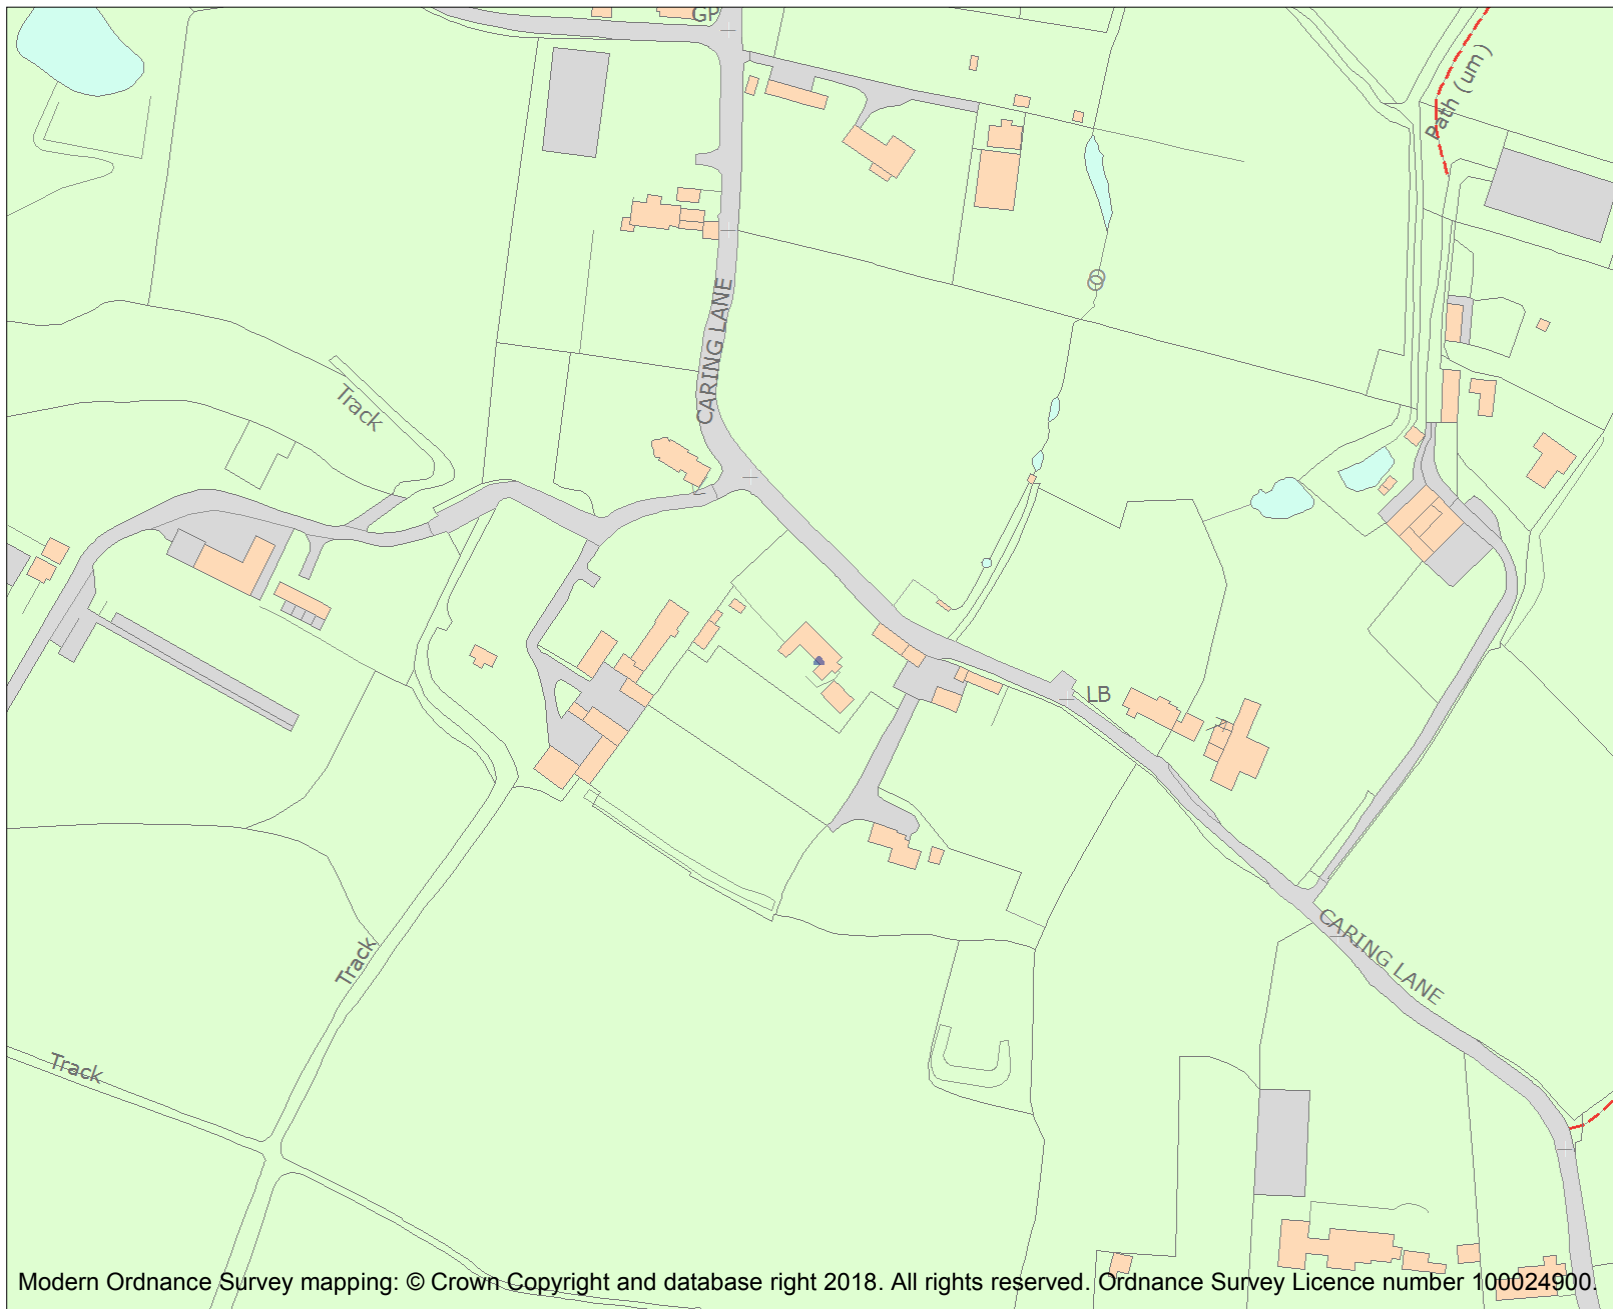 GP
Path (um)
CARING LANE
Track
LB
CARING LANE
Track
Track
Modern Ordnance Survey mapping: © Crown Copyright and database right 2018. All rights reserved. Ordnance Survey Licence number 100024900.